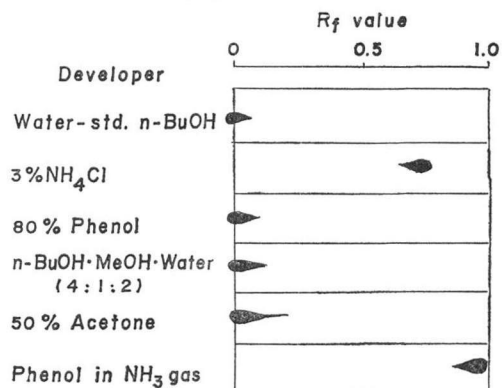 Rf value
0 0.5 1.0
Developer
Water-std. n-BuOH
3%NH4Cl
80% Phenol
n-BuOH·MeOH·Water
(4:1:2)
50% Acetone
Phenol in NH3 gas